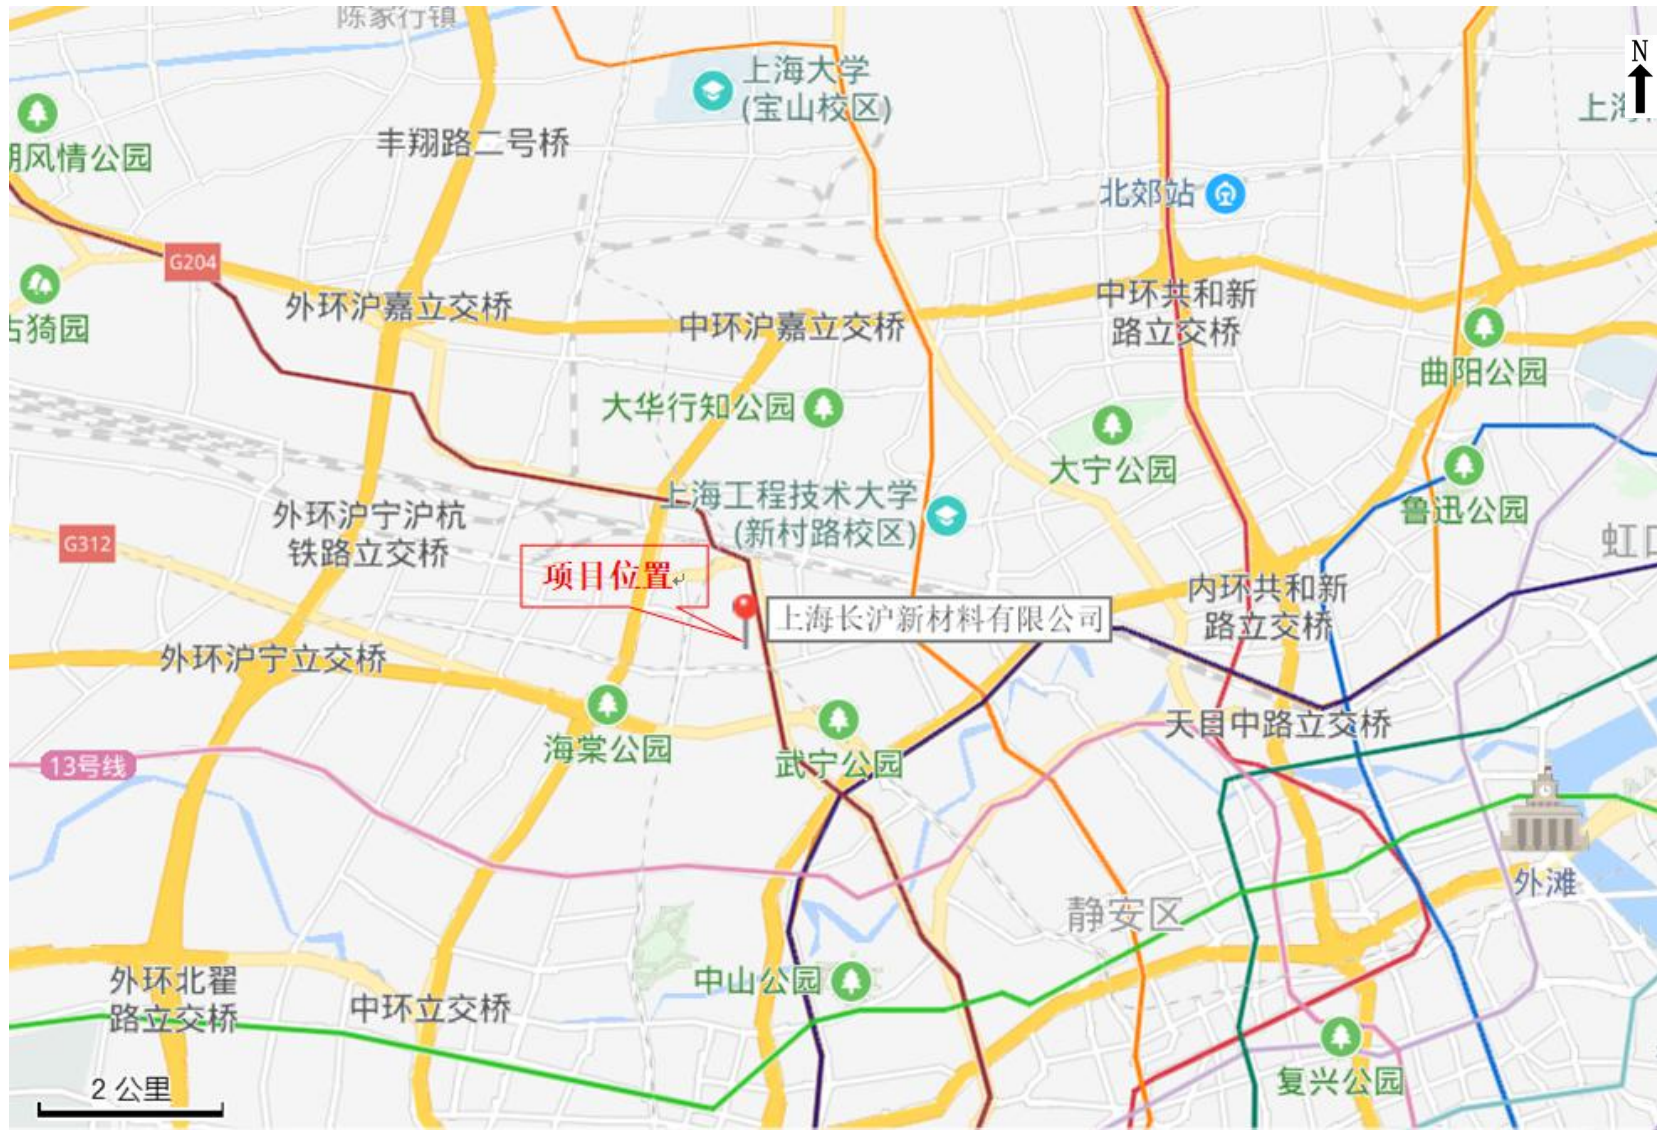 陈家行镇
N
上海大学
(宝山校区)
上海
丰翔路二号桥
风情公园
北郊站
G204
外环沪嘉立交桥
中环沪嘉立交桥
中环共和新
路立交桥
古猗园
曲阳公园
大华行知公园
大宁公园
上海工程技术大学
(新村路校区)
鲁迅公园
外环沪宁沪杭
铁路立交桥
G312
虹口
项目位置
内环共和新
路立交桥
上海长沪新材料有限公司
外环沪宁立交桥
海棠公园
武宁公园
天目中路立交桥
13号线
外滩
静安区
中山公园
外环北翟
路立交桥
中环立交桥
复兴公园
2 公里